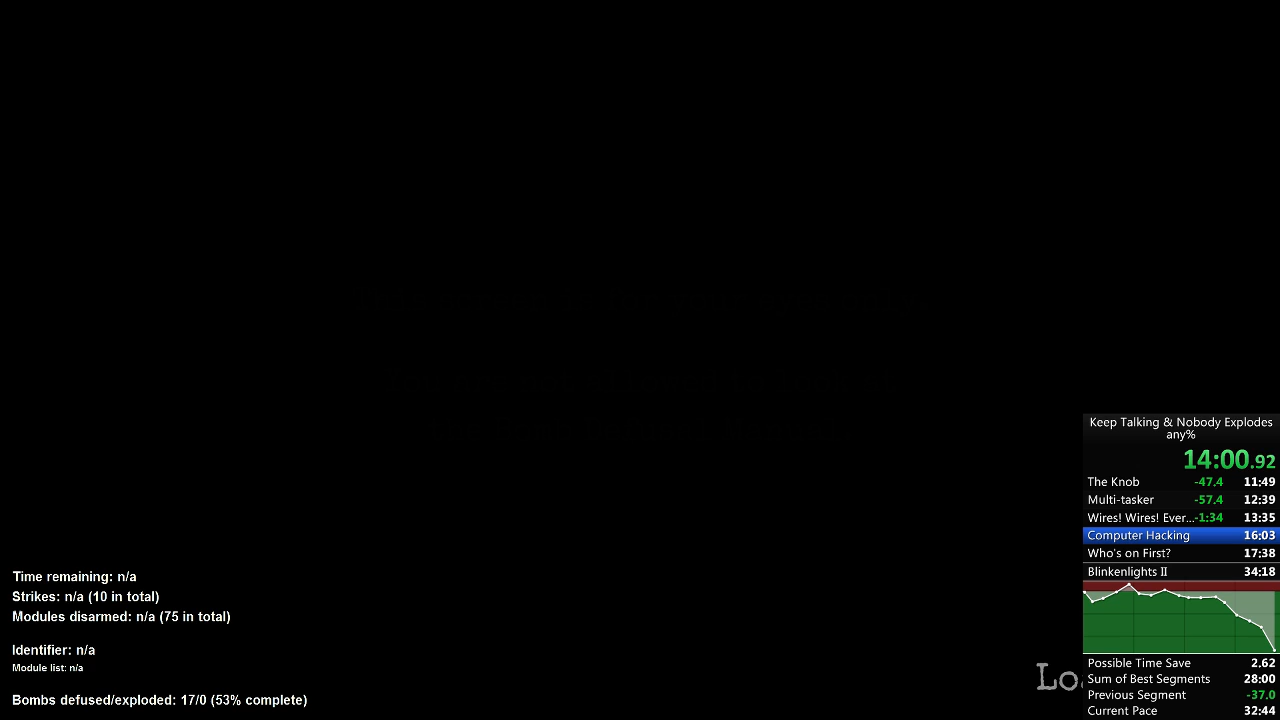 Keep Talking & Nobody Explodes
any%
14:00.92
The Knob -47.4 11:49
Multi-tasker -57.4 12:39
Wires! Wires! Ever...-1:34 13:35
Computer Hacking 16:03
Who's on First? 17:38
Blinkenlights II 34:18
Time remaining: n/a
Strikes: n/a (10 in total)
Modules disarmed: n/a (75 in total)
Identifier: n/a
Module list: n/a
Bombs defused/exploded: 17/0 (53% complete)
Lo
Possible Time Save 2.62
Sum of Best Segments 28:00
Previous Segment -37.0
Current Pace 32:44